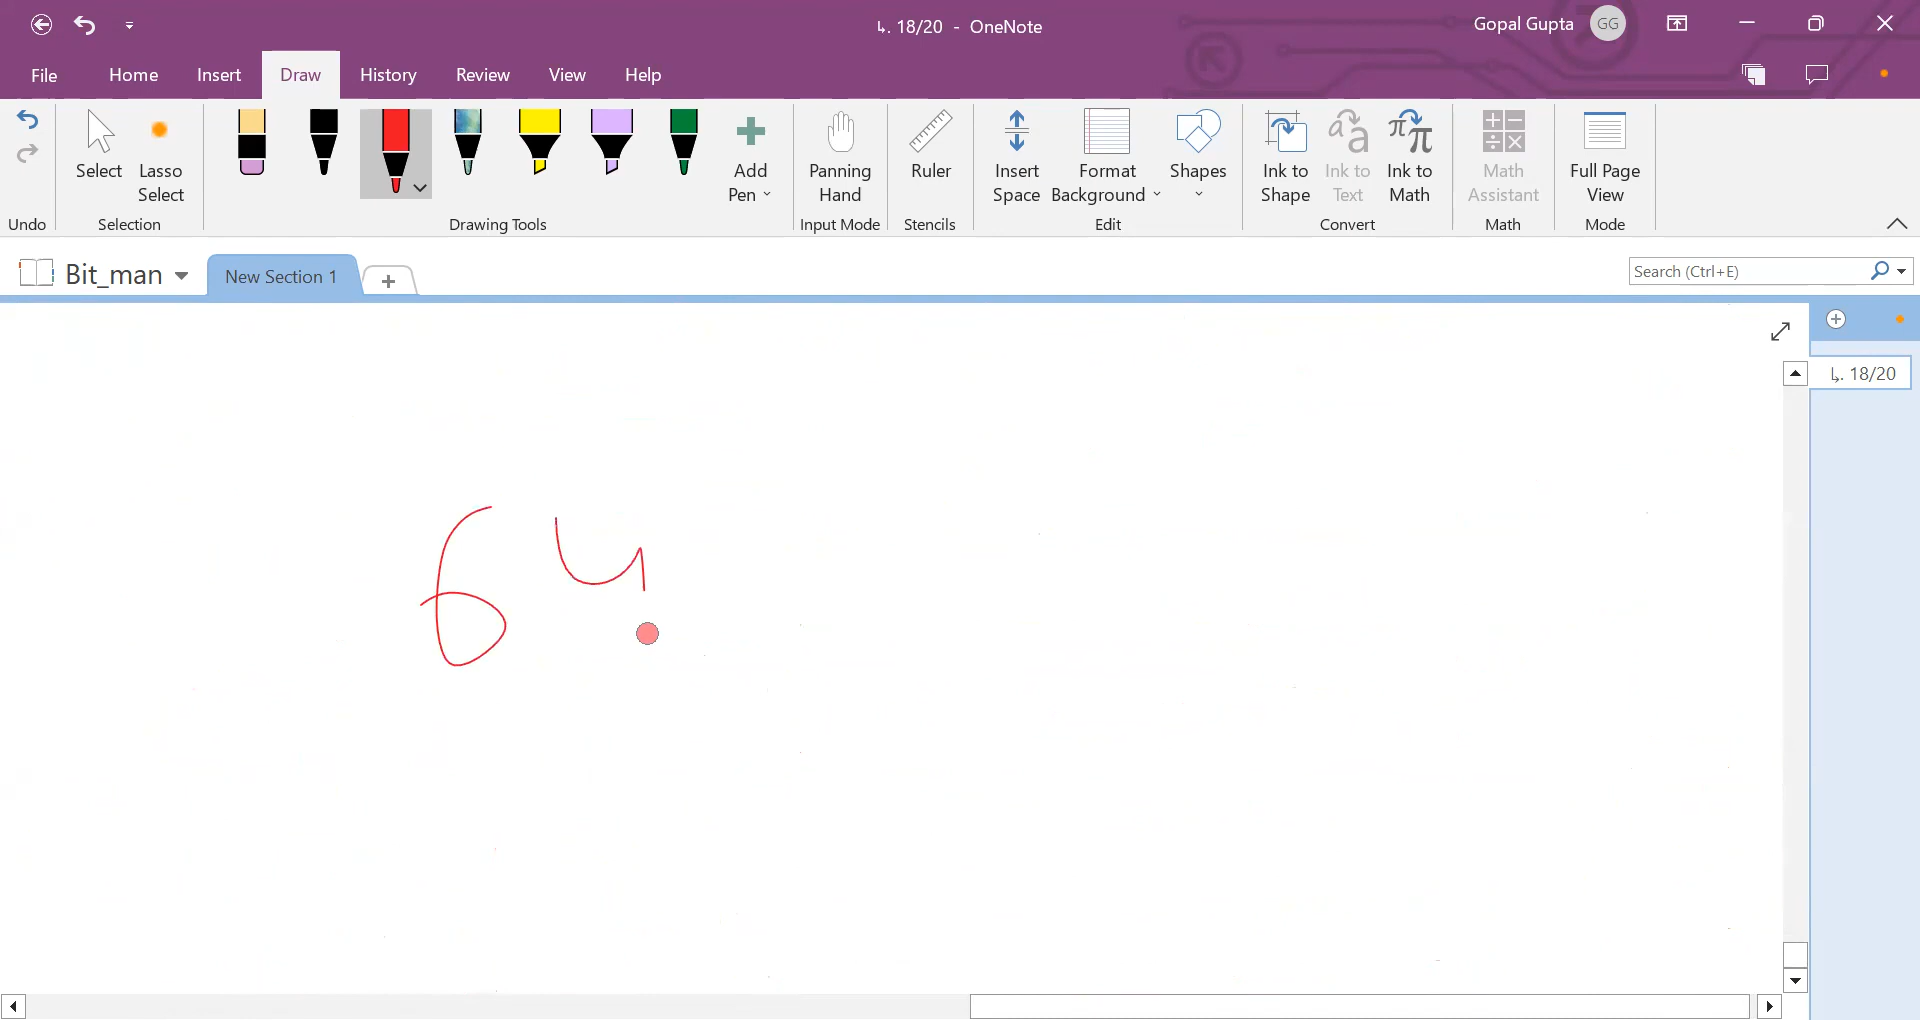 ﻳ. 18/20 - OneNote
Gopal Gupta GG
File Home Insert Draw History Review View Help
Select
Lasso Select
Add Pen
Panning Hand
Ruler
Insert Space
Format Background
Shapes
Ink to Shape
Ink to Text
Ink to Math
Math Assistant
Full Page View
Undo Selection Drawing Tools Input Mode Stencils Edit Convert Math Mode
Bit_man New Section 1
Search (Ctrl+E)
18/20
64